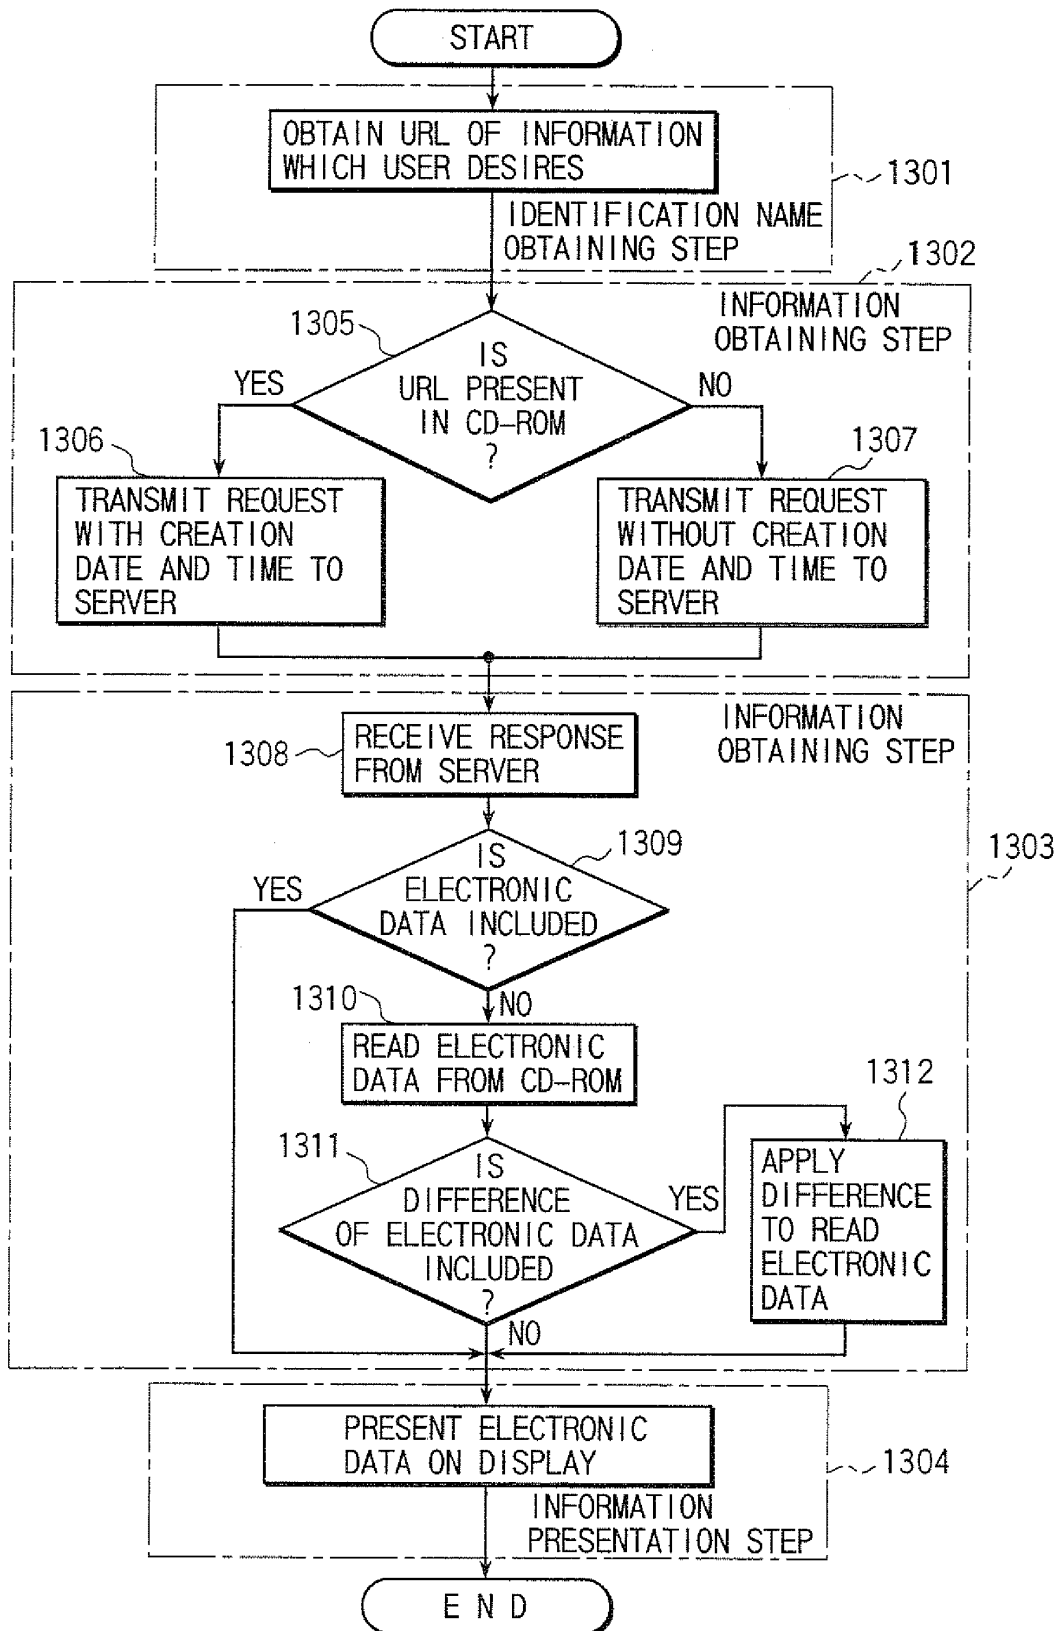 START
OBTAIN URL OF INFORMATION
WHICH USER DESIRES
1301
IDENTIFICATION NAME
OBTAINING STEP
1302
INFORMATION
OBTAINING STEP
1305
IS
URL PRESENT
IN CD-ROM
?
YES
NO
1306
TRANSMIT REQUEST
WITH CREATION
DATE AND TIME TO
SERVER
1307
TRANSMIT REQUEST
WITHOUT CREATION
DATE AND TIME TO
SERVER
INFORMATION
OBTAINING STEP
1308
RECEIVE RESPONSE
FROM SERVER
1303
1309
IS
ELECTRONIC
DATA INCLUDED
?
YES
NO
1310
READ ELECTRONIC
DATA FROM CD-ROM
1311
IS
DIFFERENCE
OF ELECTRONIC DATA
INCLUDED
?
YES
NO
1312
APPLY
DIFFERENCE
TO READ
ELECTRONIC
DATA
PRESENT ELECTRONIC
DATA ON DISPLAY
1304
INFORMATION
PRESENTATION STEP
END